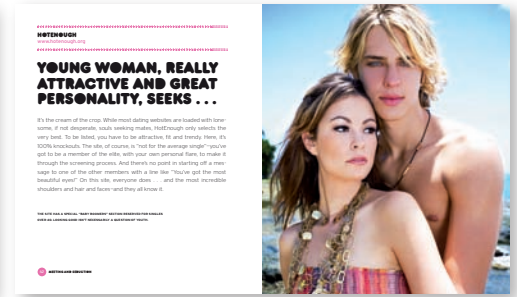 HOTENOUGH
www.hotenough.org
YOUNG WOMAN, REALLY
ATTRACTIVE AND GREAT
PERSONALITY, SEEKS . . .
It's the cream of the crop. While most dating websites are loaded with lone-
some, if not desperate, souls seeking mates, HotEnough only selects the
very best. To be listed, you have to be attractive, fit and trendy. Here, it's
100% knockouts. The site, of course, is "not for the average single"–you've
got to be a member of the elite, with your own personal flare, to make it
through the screening process. And there's no point in starting off a mes-
sage to one of the other members with a line like "You've got the most
beautiful eyes!" On this site, everyone does . . . and the most incredible
shoulders and hair and faces–and they all know it.
THE SITE HAS A SPECIAL "BABY BOOMERS" SECTION RESERVED FOR SINGLES
OVER 40. LOOKING GOOD ISN'T NECESSARILY A QUESTION OF YOUTH.
MEETING AND SEDUCTION